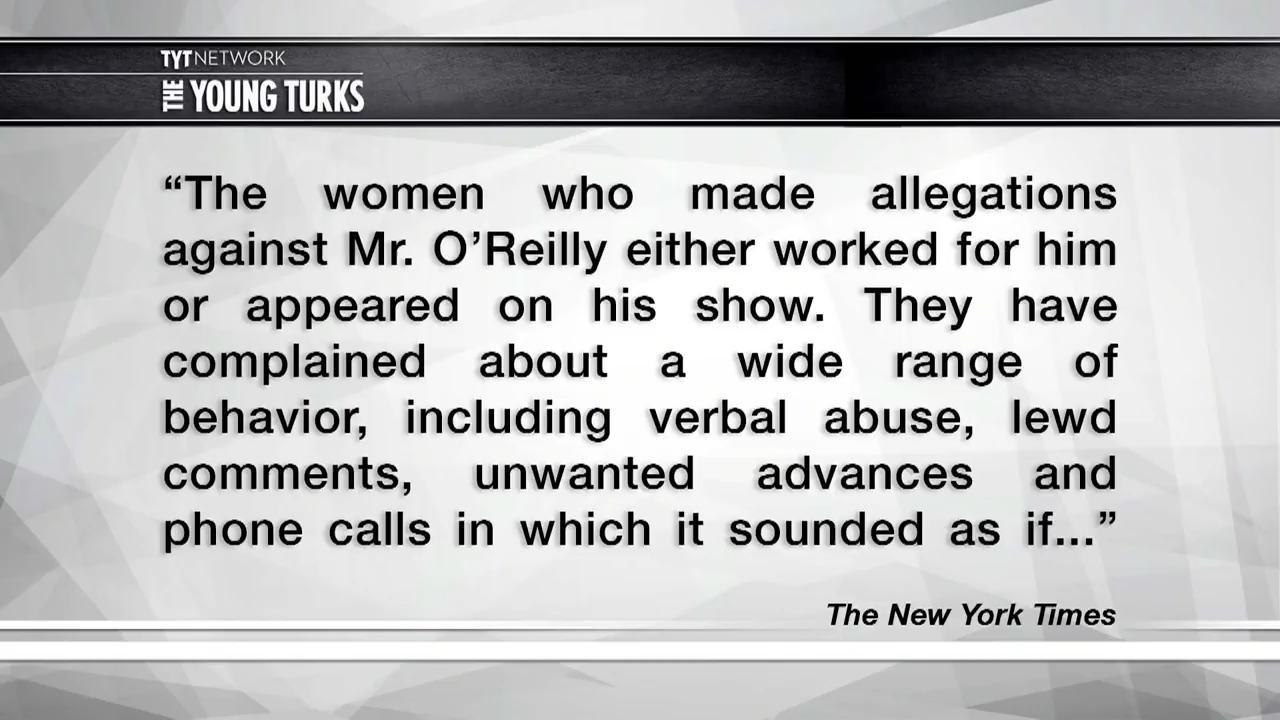 TYT NETWORK
THE YOUNG TURKS
“The women who made allegations
against Mr. O’Reilly either worked for him
or appeared on his show. They have
complained about a wide range of
behavior, including verbal abuse, lewd
comments, unwanted advances and
phone calls in which it sounded as if...”
The New York Times